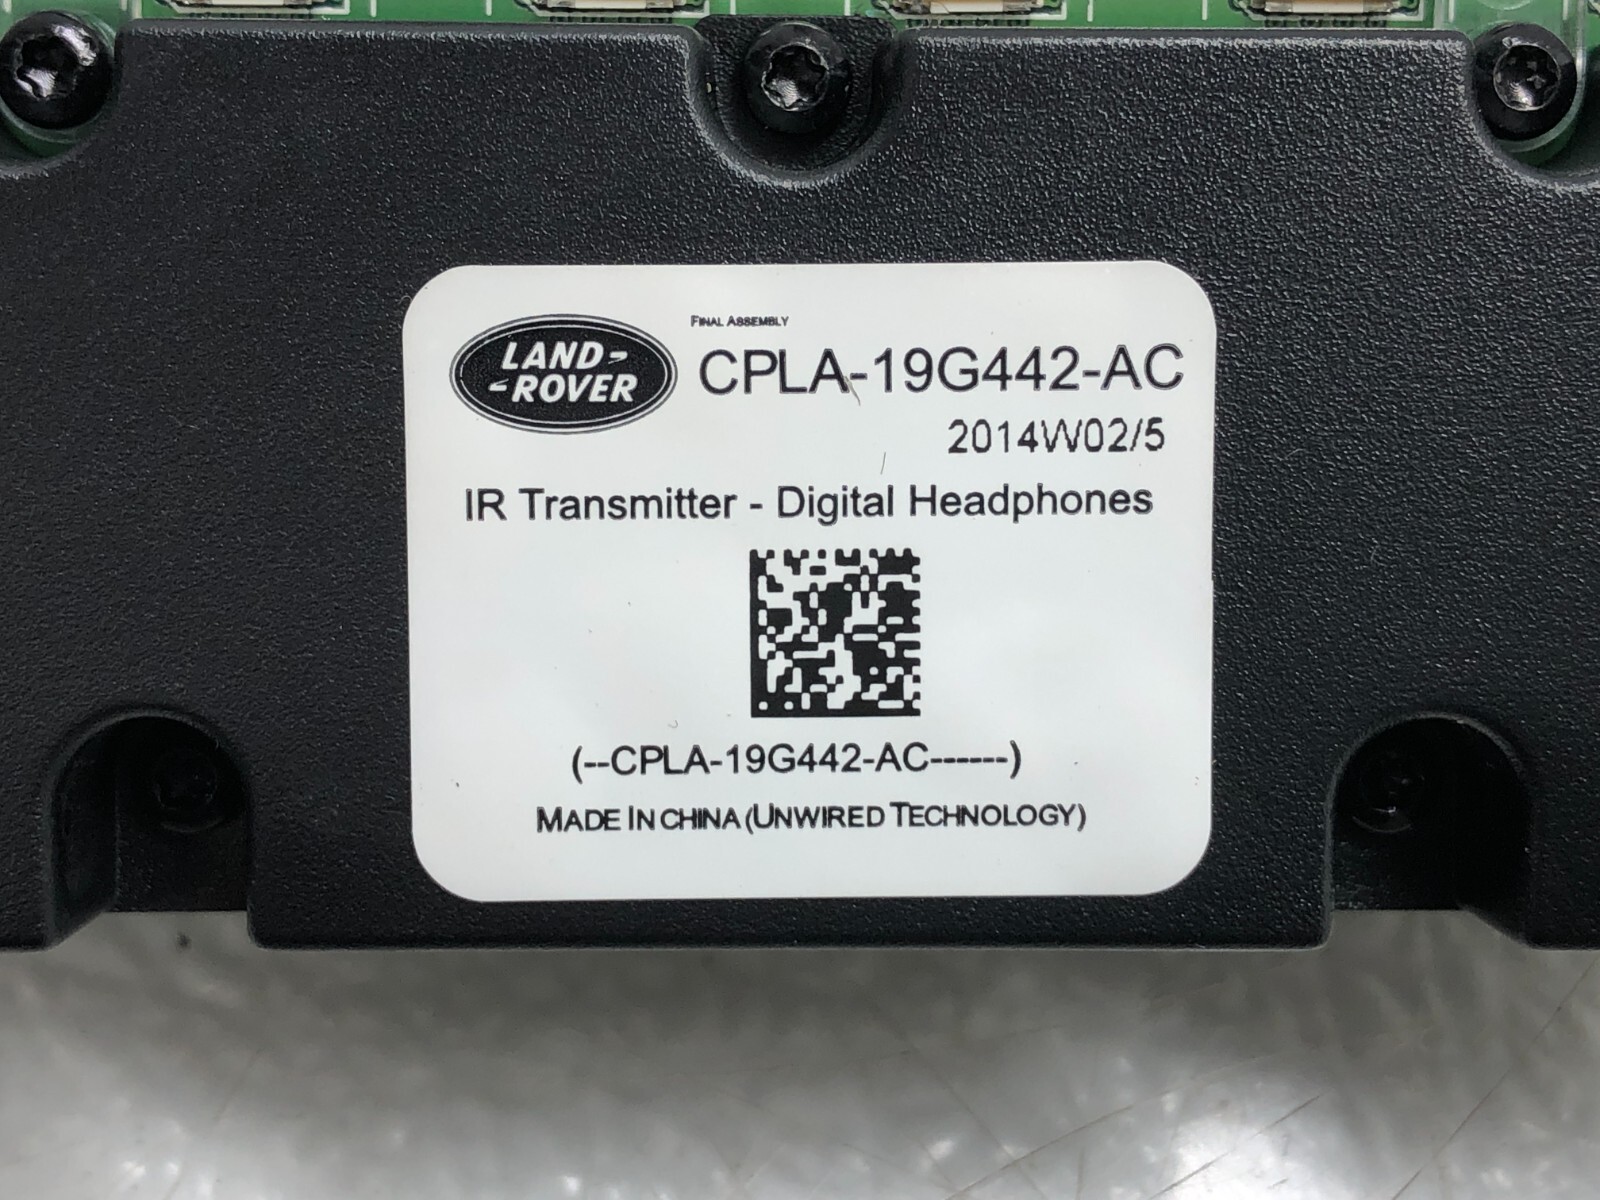 FINAL ASSEMBLY
LAND-
-ROVER
CPLA-19G442-AC
2014W02/5
IR Transmitter - Digital Headphones
(--CPLA-19G442-AC------)
MADE IN CHINA (UNWIRED TECHNOLOGY)